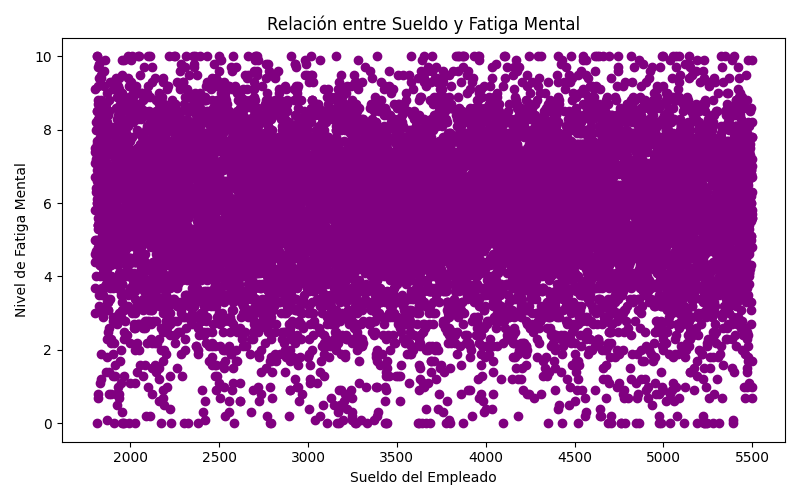 Relación entre Sueldo y Fatiga Mental
Nivel de Fatiga Mental
10
8
6
4
2
0
2000 2500 3000 3500 4000 4500 5000 5500
Sueldo del Empleado